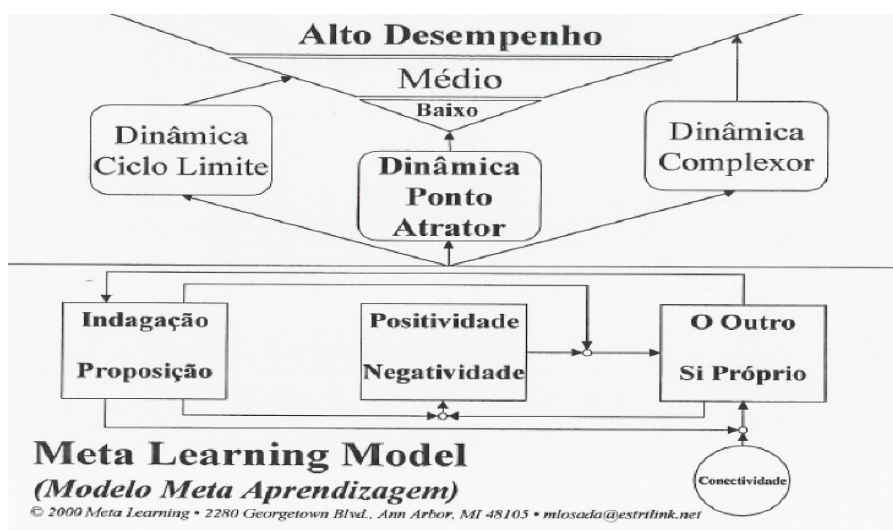 Alto Desempenho
Médio
Baixo
Dinâmica
Ciclo Limite
Dinâmica
Ponto
Atrator
Dinâmica
Complexor
Indagação
Proposição
Positividade
Negatividade
O Outro
Si Próprio
Conectividade
Meta Learning Model
(Modelo Meta Aprendizagem)
© 2000 Meta Learning • 2280 Georgetown Blvd., Ann Arbor, MI 48105 • mlosada@estrtlink.net